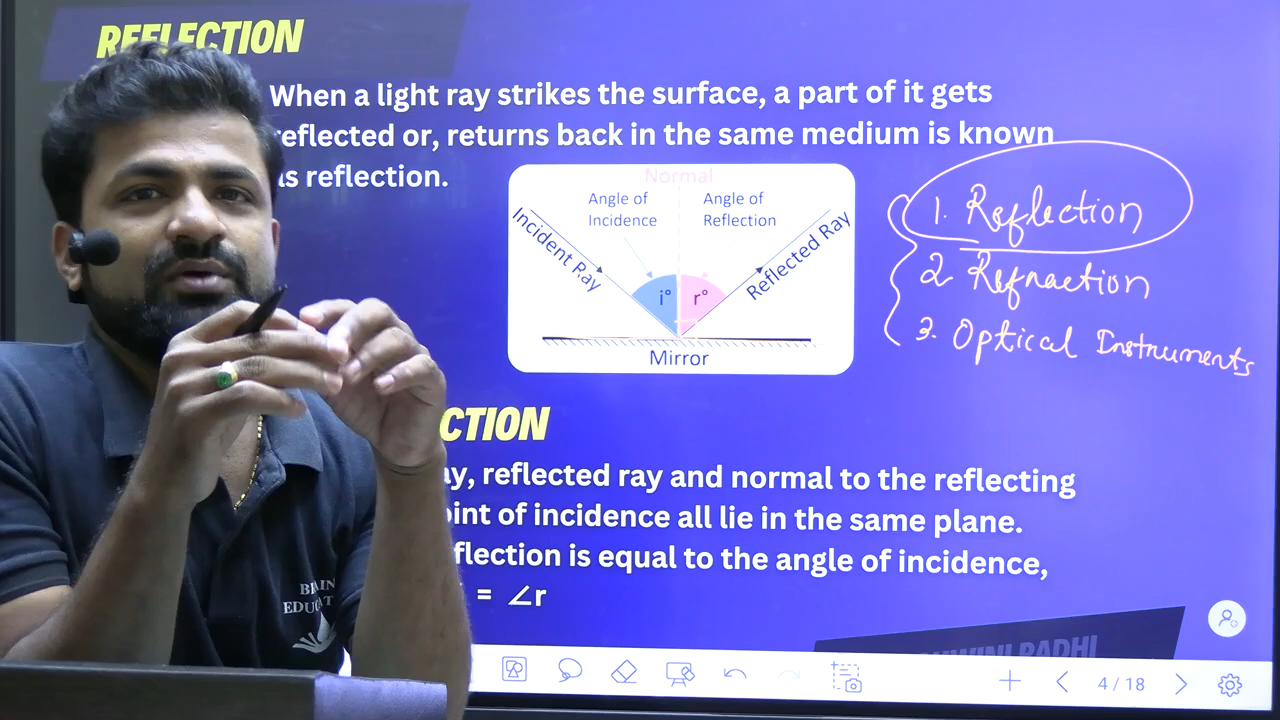 REFLECTION
When a light ray strikes the surface, a part of it gets
reflected or, returns back in the same medium is known
as reflection.
Normal
Angle of
Incidence
Angle of
Reflection
Incident Ray
Reflected Ray
i° r°
Mirror
1. Reflection
2. Refraction
3. Optical Instruments
CTION
ay, reflected ray and normal to the reflecting
oint of incidence all lie in the same plane.
flection is equal to the angle of incidence,
= ∠r
EDUCAT
PADHI
4 / 18